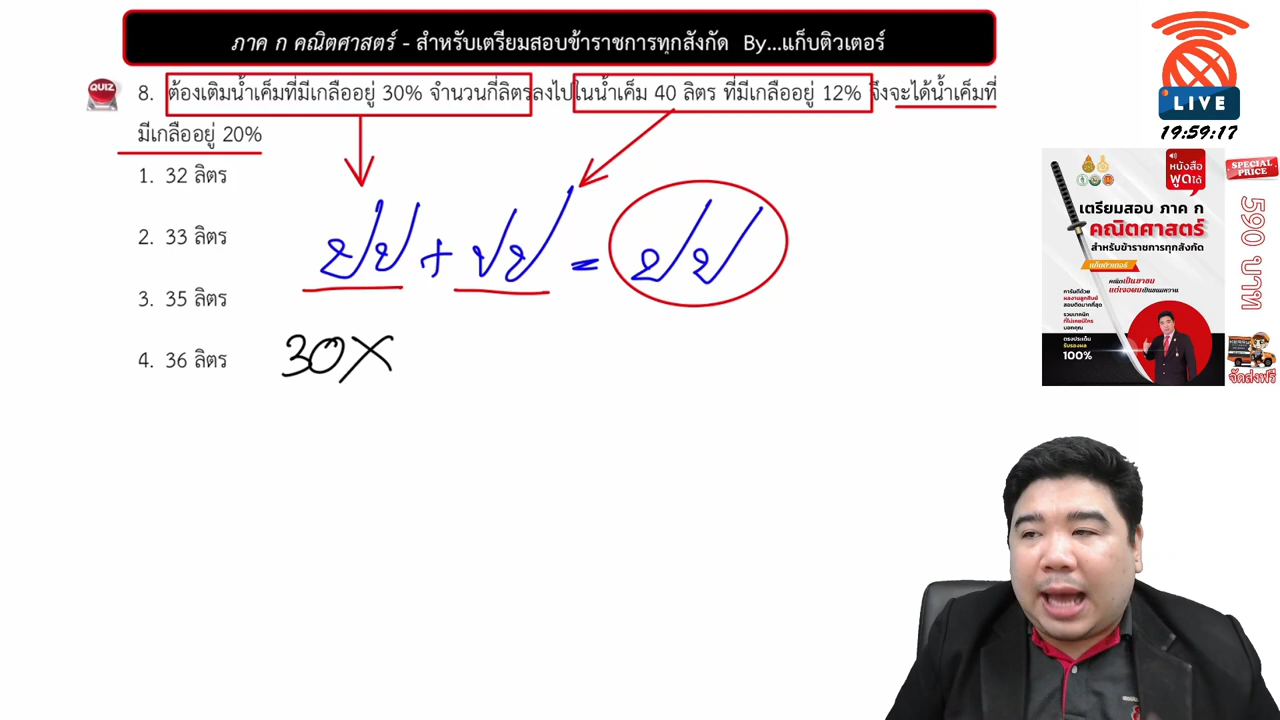 ภาค ก คณิตศาสตร์ - สำหรับเตรียมสอบข้าราชการทุกสังกัด By...แก็บติวเตอร์
QUIZ
8. ต้องเติมน้ำเค็มที่มีเกลืออยู่ 30% จำนวนกี่ลิตรลงไปในน้ำเค็ม 40 ลิตร ที่มีเกลืออยู่ 12% จึงจะได้น้ำเค็มที่
มีเกลืออยู่ 20%
1. 32 ลิตร
2. 33 ลิตร
3. 35 ลิตร
4. 36 ลิตร
ปป + ปป = ปป
30X
LIVE
19:59:17
หนังสือ
พูดได้
เตรียมสอบ ภาค ก
คณิตศาสตร์
สำหรับข้าราชการทุกสังกัด
แก็บติวเตอร์
100%
SPECIAL
PRICE
590 บาท
จัดส่งฟรี